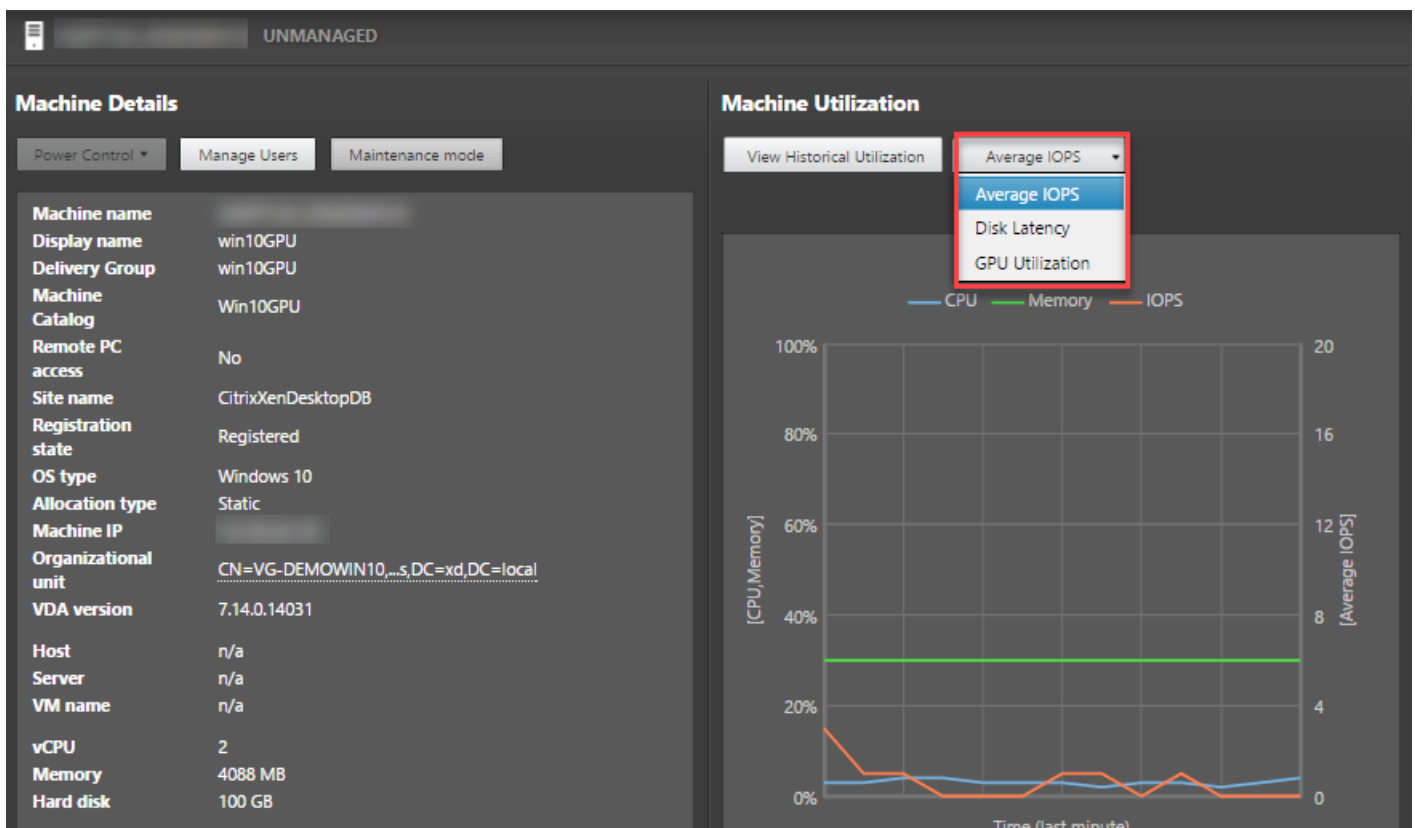 UNMANAGED
Machine Details
Power Control Manage Users Maintenance mode
Machine name
Display name win10GPU
Delivery Group win10GPU
Machine
Catalog
Win10GPU
Remote PC
access
No
Site name CitrixXenDesktopDB
Registration
state
Registered
OS type Windows 10
Allocation type Static
Machine IP
Organizational
unit
CN=VG-DEMOWIN10,...s,DC=xd,DC=local
VDA version 7.14.0.14031
Host n/a
Server n/a
VM name n/a
vCPU 2
Memory 4088 MB
Hard disk 100 GB
Machine Utilization
View Historical Utilization Average IOPS
Average IOPS
Disk Latency
GPU Utilization
CPU Memory IOPS
100% 20
80% 16
60% 12
40% 8
20% 4
0% 0
[CPU,Memory]
[Average IOPS]
Time (last minute)